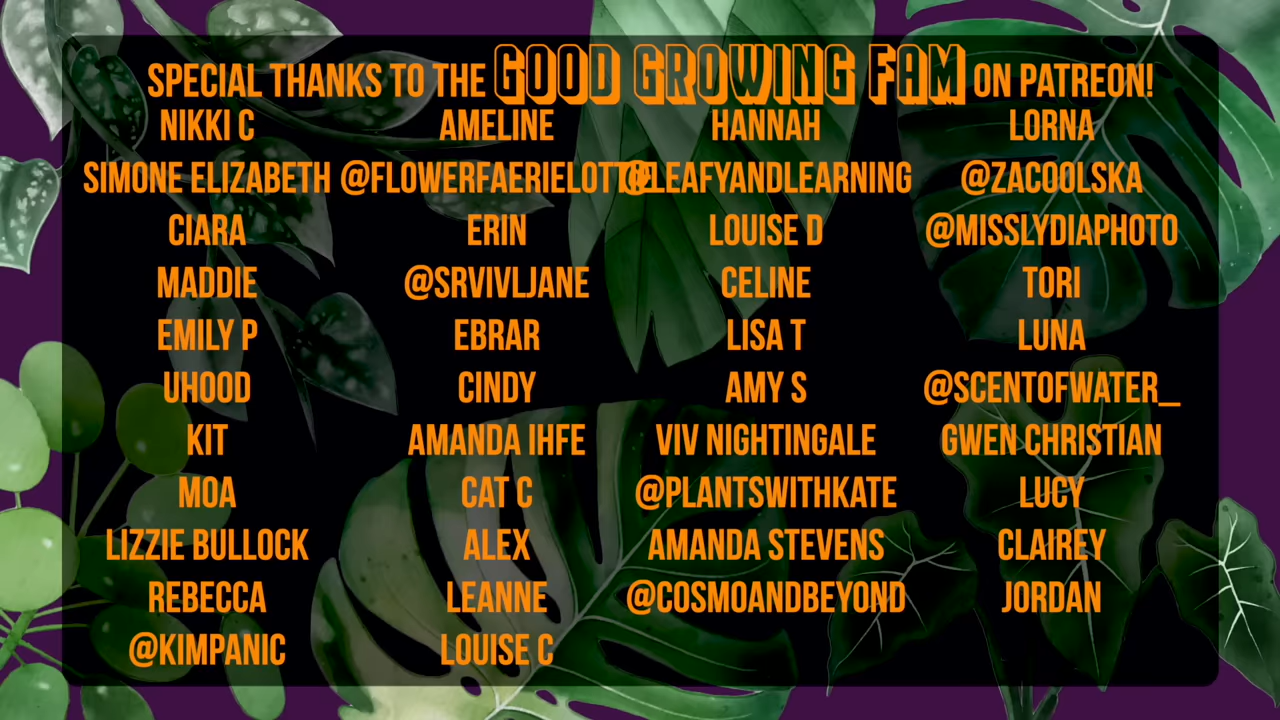 SPECIAL THANKS TO THE GOOD GROWING FAM ON PATREON!
NIKKI C AMELINE HANNAH LORNA
SIMONE ELIZABETH @FLOWERFAERIELOTTE @LEAFYANDLEARNING @ZACOOLSKA
CIARA ERIN LOUISE D @MISSLYDIAPHOTO
MADDIE @SRVIVLJANE CELINE TORI
EMILY P EBRAR LISA T LUNA
UHOOD CINDY AMY S @SCENTOFWATER_
KIT AMANDA IHFE VIV NIGHTINGALE GWEN CHRISTIAN
MOA CAT C @PLANTSWITHKATE LUCY
LIZZIE BULLOCK ALEX AMANDA STEVENS CLAIREY
REBECCA LEANNE @COSMOANDBEYOND JORDAN
@KIMPANIC LOUISE C